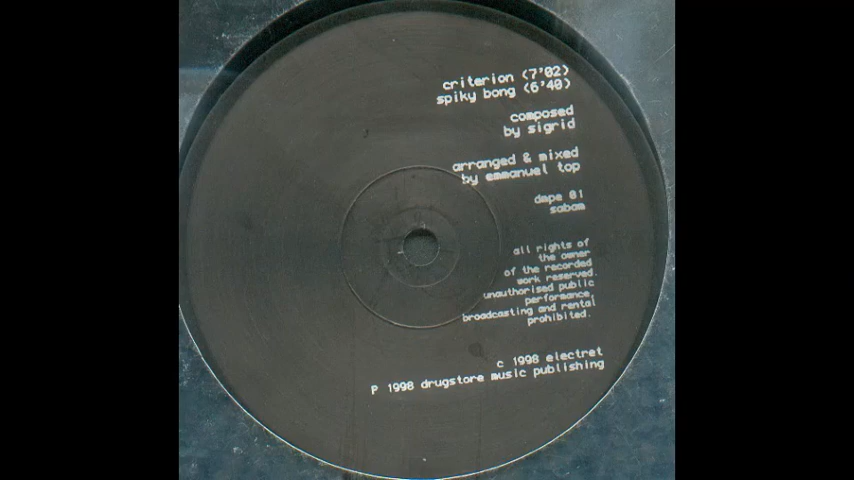 criterion (7'02)
spiky bong (6'40)
composed
by sigrid
arranged & mixed
by emmanuel top
dmpe 01
sabam
all rights of
the owner
of the recorded
work reserved.
unauthorised public
performance,
broadcasting and rental
prohibited.
c 1998 electret
p 1998 drugstore music publishing